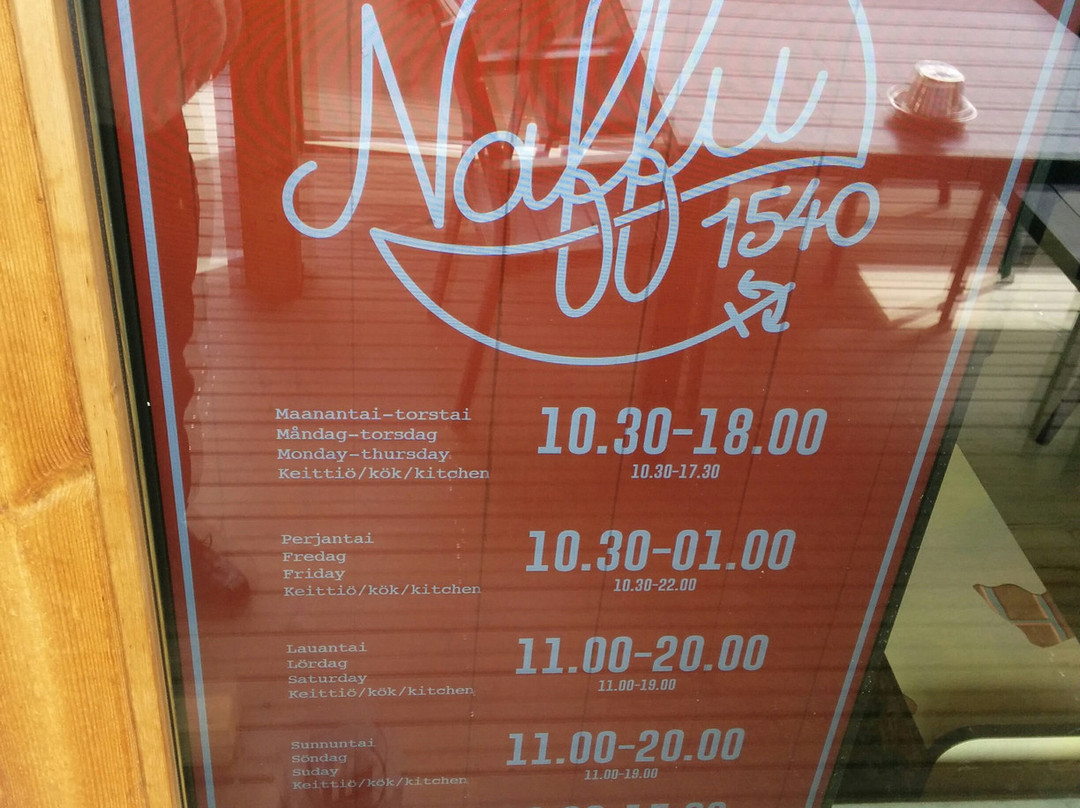 Naffu
1540
Maanantai-torstai
Måndag-torsdag
Monday-thursday
Keittiö/kök/kitchen
10.30-18.00
10.30-17.30
Perjantai
Fredag
Friday
Keittiö/kök/kitchen
10.30-01.00
10.30-22.00
Lauantai
Lördag
Saturday
Keittiö/kök/kitchen
11.00-20.00
11.00-19.00
Sunnuntai
Söndag
Suday
Keittiö/kök/kitchen
11.00-20.00
11.00-19.00